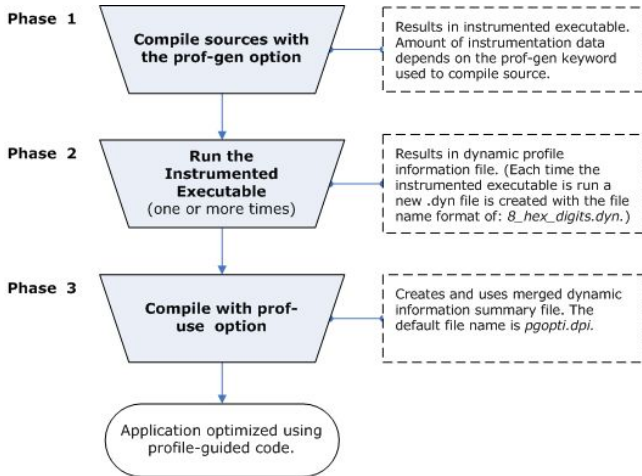 Phase 1
Compile sources with
the prof-gen option
Results in instrumented executable.
Amount of instrumentation data
depends on the prof-gen keyword
used to compile source.
Phase 2
Run the
Instrumented
Executable
(one or more times)
Results in dynamic profile
information file. (Each time the
instrumented executable is run a
new .dyn file is created with the file
name format of: 8_hex_digits.dyn.)
Phase 3
Compile with prof-
use option
Creates and uses merged dynamic
information summary file. The
default file name is pgopti.dpi.
Application optimized using
profile-guided code.